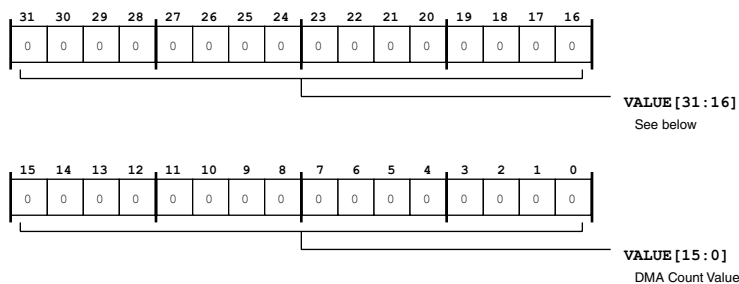 31 30 29 28 27 26 25 24 23 22 21 20 19 18 17 16
0 0 0 0 0 0 0 0 0 0 0 0 0 0 0 0
VALUE[31:16]
See below
15 14 13 12 11 10 9 8 7 6 5 4 3 2 1 0
0 0 0 0 0 0 0 0 0 0 0 0 0 0 0 0
VALUE[15:0]
DMA Count Value